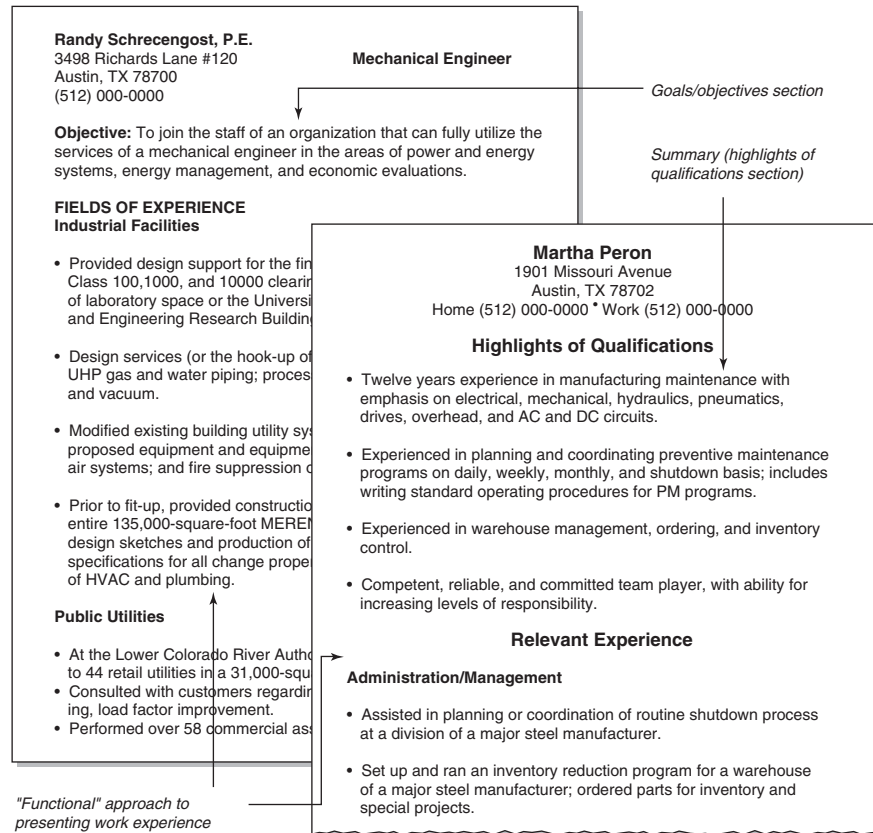 Randy Schrecengost, P.E.
3498 Richards Lane #120
Mechanical Engineer
Austin, TX 78700
(512) 000-0000
Objective: To join the staff of an organization that can fully utilize the
services of a mechanical engineer in the areas of power and energy
systems, energy management, and economic evaluations.
FIELDS OF EXPERIENCE
Industrial Facilities
• Provided design support for the fin
Class 100,1000, and 10000 clearin
of laboratory space or the Universi
and Engineering Research Building
• Design services (or the hook-up of
UHP gas and water piping; proces
and vacuum.
• Modified existing building utility sy
proposed equipment and equipme
air systems; and fire suppression
• Prior to fit-up, provided constructio
entire 135,000-square-foot MEREN
design sketches and production of
specifications for all change prope
of HVAC and plumbing.
Public Utilities
• At the Lower Colorado River Autho
to 44 retail utilities in a 31,000-squ
• Consulted with customers regardin
ing, load factor improvement.
• Performed over 58 commercial ass
Goals/objectives section
Summary (highlights of
qualifications section)
Martha Peron
1901 Missouri Avenue
Austin, TX 78702
Home (512) 000-0000 • Work (512) 000-0000
Highlights of Qualifications
• Twelve years experience in manufacturing maintenance with
emphasis on electrical, mechanical, hydraulics, pneumatics,
drives, overhead, and AC and DC circuits.
• Experienced in planning and coordinating preventive maintenance
programs on daily, weekly, monthly, and shutdown basis; includes
writing standard operating procedures for PM programs.
• Experienced in warehouse management, ordering, and inventory
control.
• Competent, reliable, and committed team player, with ability for
increasing levels of responsibility.
Relevant Experience
Administration/Management
• Assisted in planning or coordination of routine shutdown process
at a division of a major steel manufacturer.
• Set up and ran an inventory reduction program for a warehouse
of a major steel manufacturer; ordered parts for inventory and
special projects.
"Functional" approach to
presenting work experience